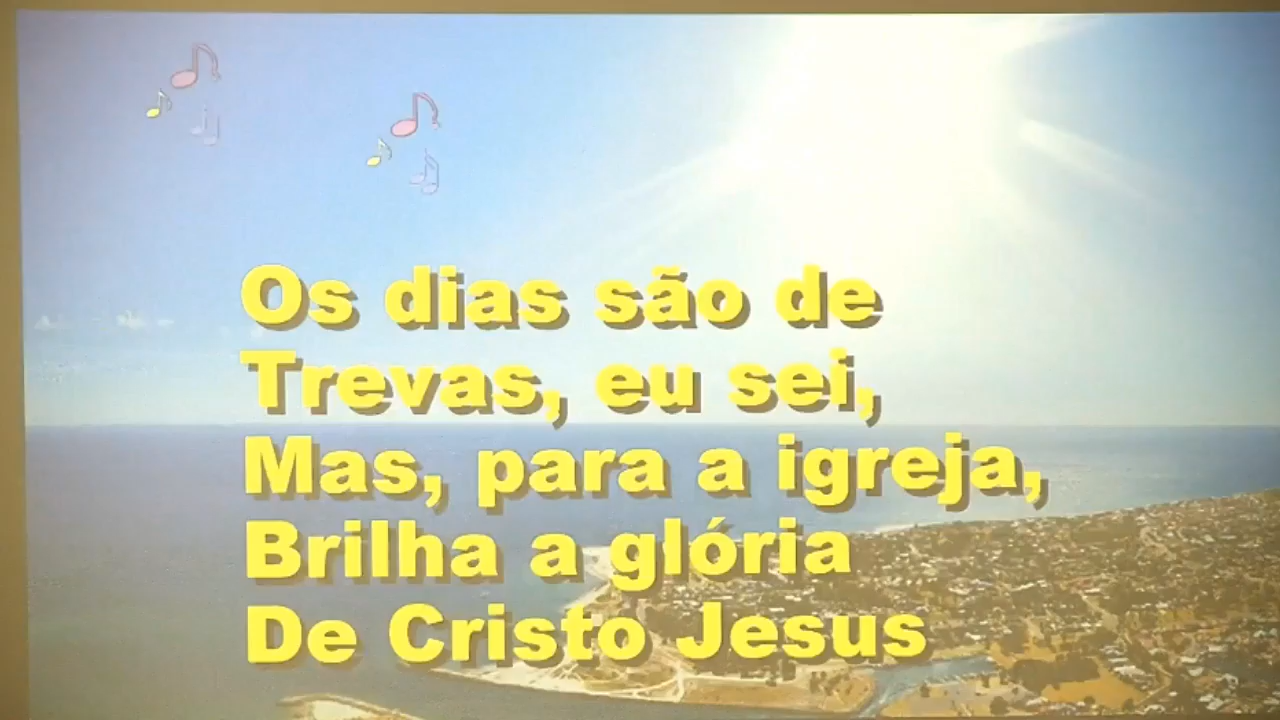 Os dias são de
Trevas, eu sei,
Mas, para a igreja,
Brilha a glória
De Cristo Jesus